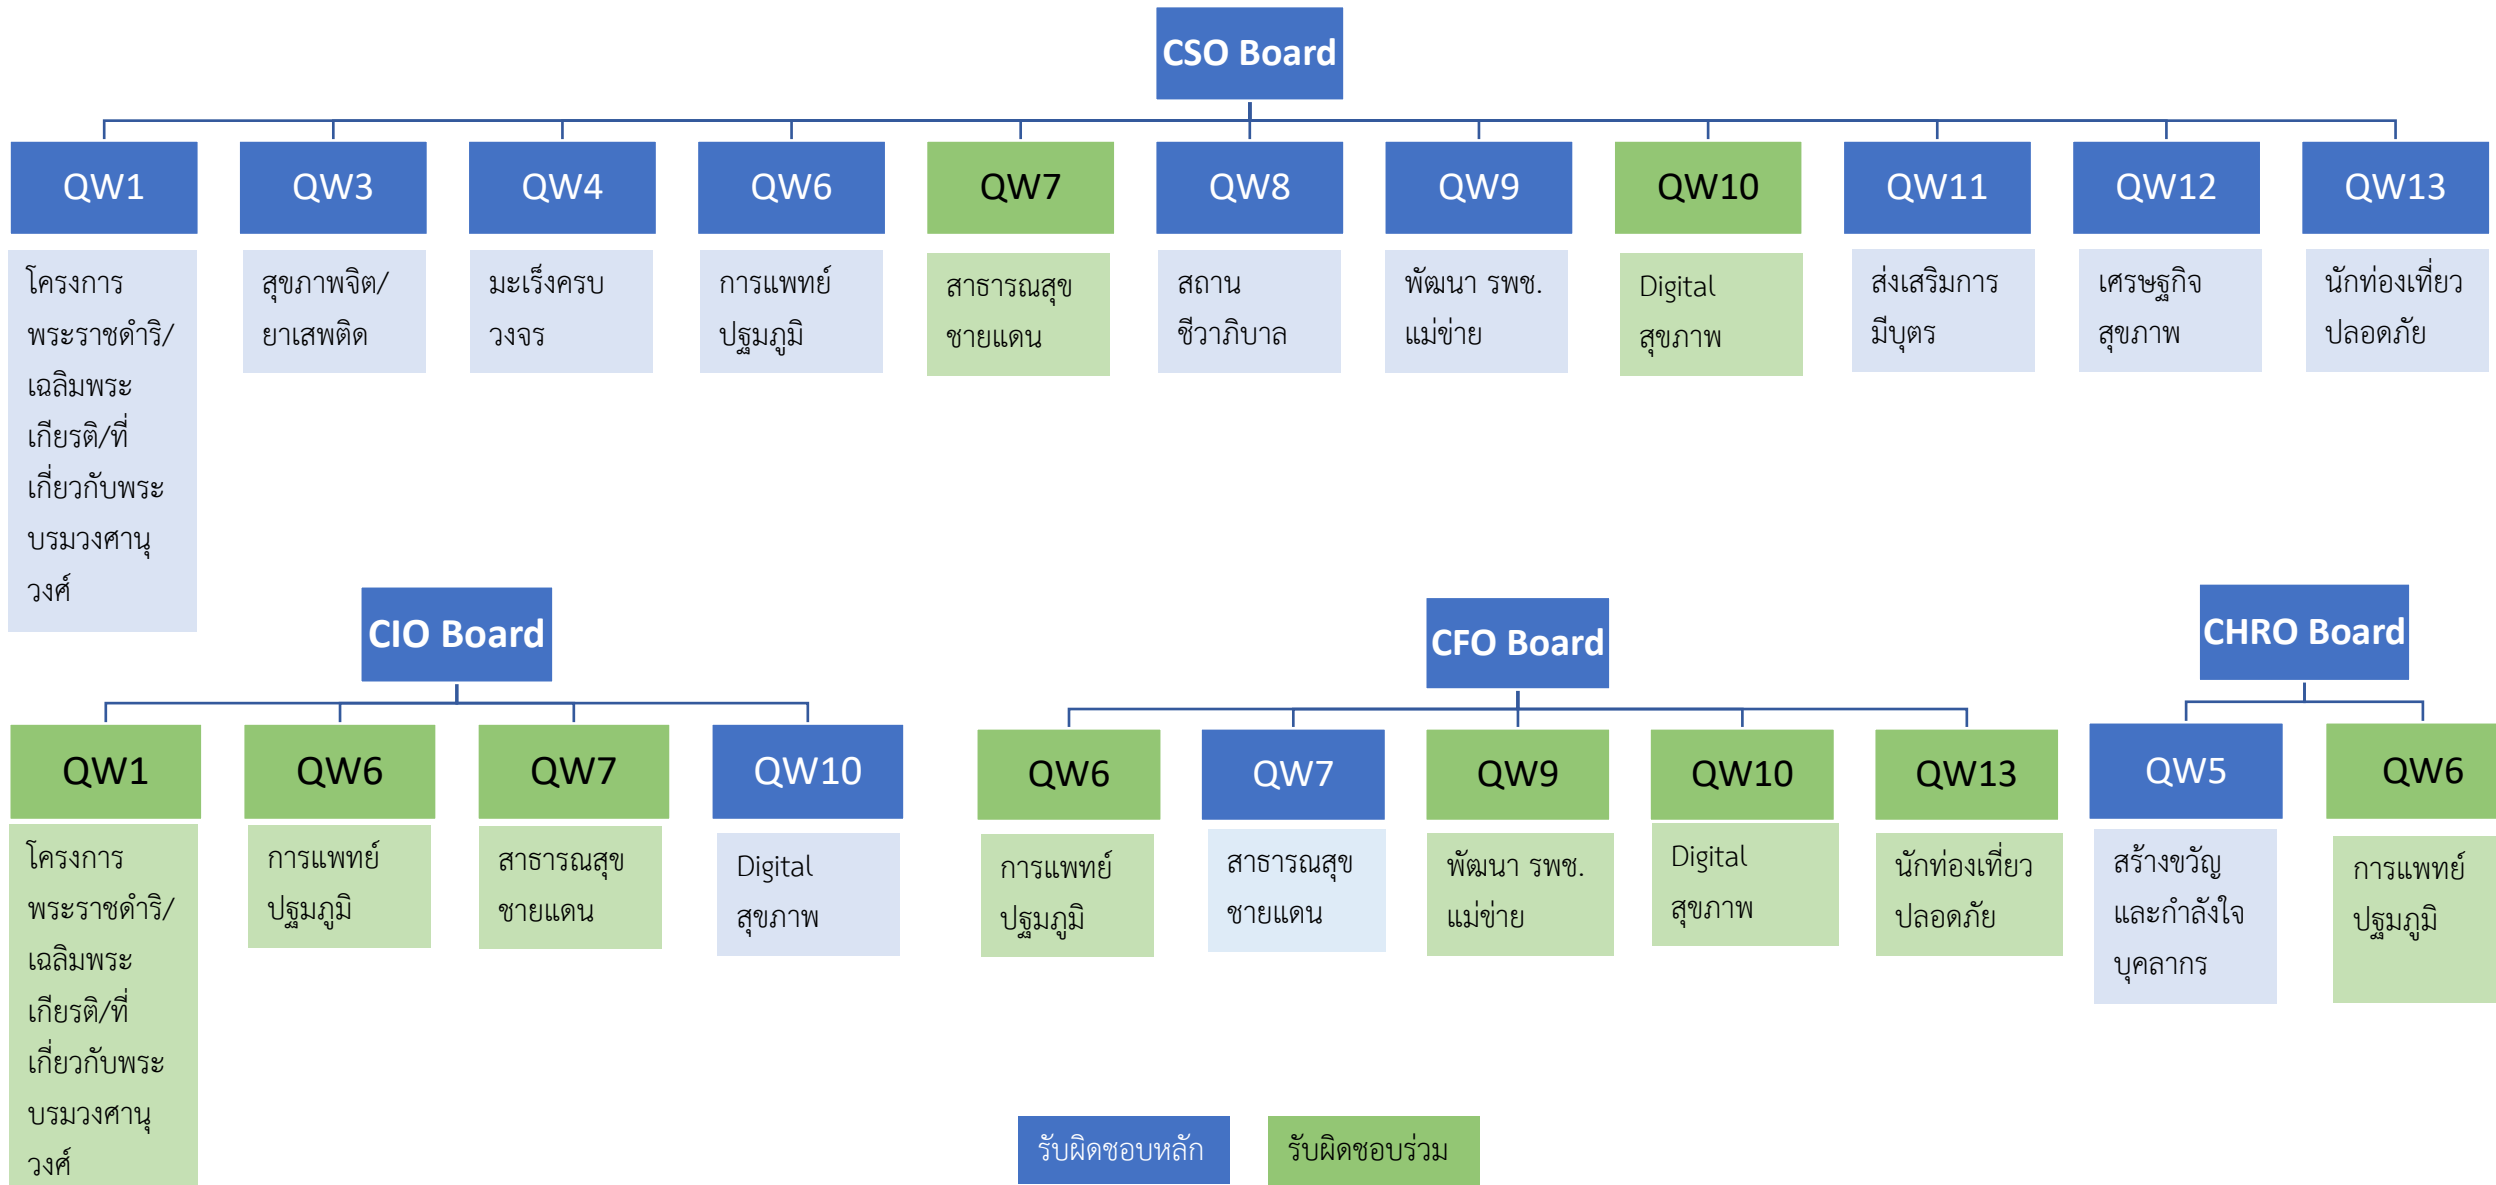 CSO Board
QW1
QW3
QW4
QW6
QW7
QW8
QW9
QW10
QW11
QW12
QW13
โครงการ
พระราชดำริ/
เฉลิมพระ
เกียรติ/ที่
เกี่ยวกับพระ
บรมวงศานุ
วงศ์
สุขภาพจิต/
ยาเสพติด
มะเร็งครบ
วงจร
การแพทย์
ปฐมภูมิ
สาธารณสุข
ชายแดน
สถาน
ชีวาภิบาล
พัฒนา รพช.
แม่ข่าย
Digital
สุขภาพ
ส่งเสริมการ
มีบุตร
เศรษฐกิจ
สุขภาพ
นักท่องเที่ยว
ปลอดภัย
CIO Board
QW1
QW6
QW7
QW10
โครงการ
พระราชดำริ/
เฉลิมพระ
เกียรติ/ที่
เกี่ยวกับพระ
บรมวงศานุ
วงศ์
การแพทย์
ปฐมภูมิ
สาธารณสุข
ชายแดน
Digital
สุขภาพ
CFO Board
QW6
QW7
QW9
QW10
QW13
การแพทย์
ปฐมภูมิ
สาธารณสุข
ชายแดน
พัฒนา รพช.
แม่ข่าย
Digital
สุขภาพ
นักท่องเที่ยว
ปลอดภัย
CHRO Board
QW5
QW6
สร้างขวัญ
และกำลังใจ
บุคลากร
การแพทย์
ปฐมภูมิ
รับผิดชอบหลัก
รับผิดชอบร่วม